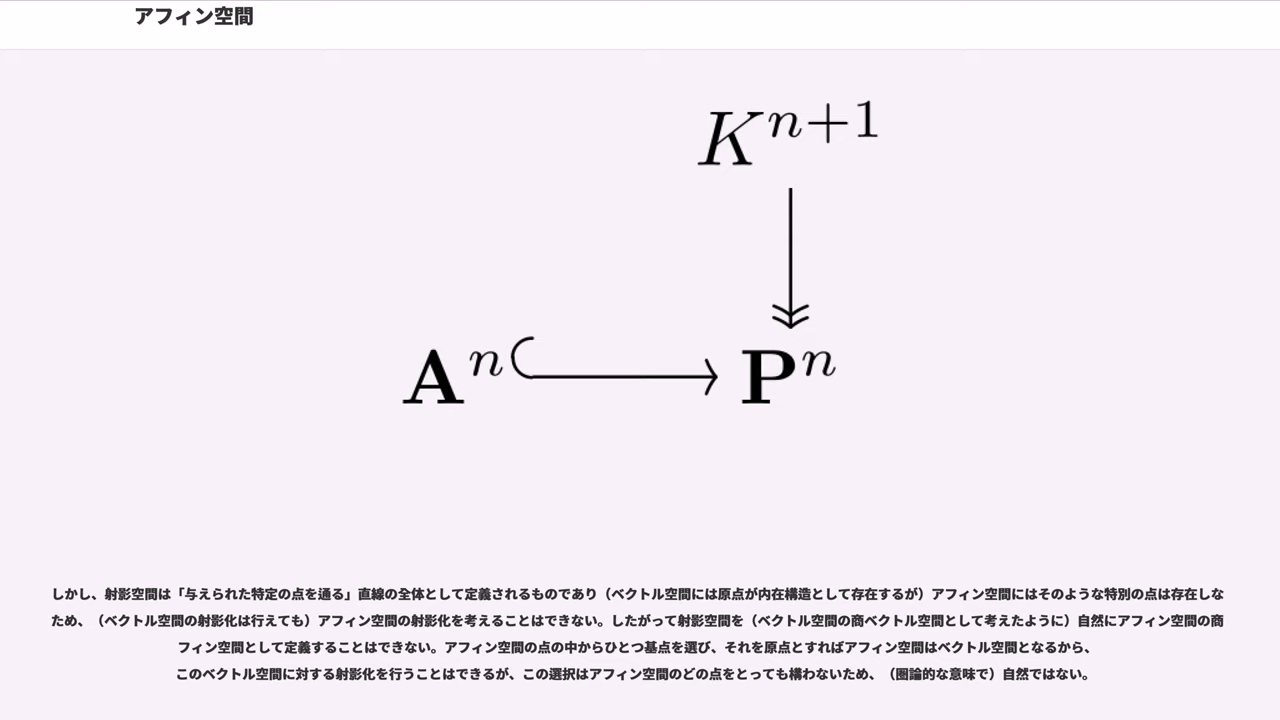 アフィン空間
K^{n+1}
A^n P^n
しかし、射影空間は「与えられた特定の点を通る」直線の全体として定義されるものであり（ベクトル空間には原点が内在構造として存在するが）アフィン空間にはそのような特別の点は存在しな
ため、（ベクトル空間の射影化は行えても）アフィン空間の射影化を考えることはできない。したがって射影空間を（ベクトル空間の商ベクトル空間として考えたように）自然にアフィン空間の商
フィン空間として定義することはできない。アフィン空間の点の中からひとつ基点を選び、それを原点とすればアフィン空間はベクトル空間となるから、
このベクトル空間に対する射影化を行うことはできるが、この選択はアフィン空間のどの点をとっても構わないため、（圏論的な意味で）自然ではない。